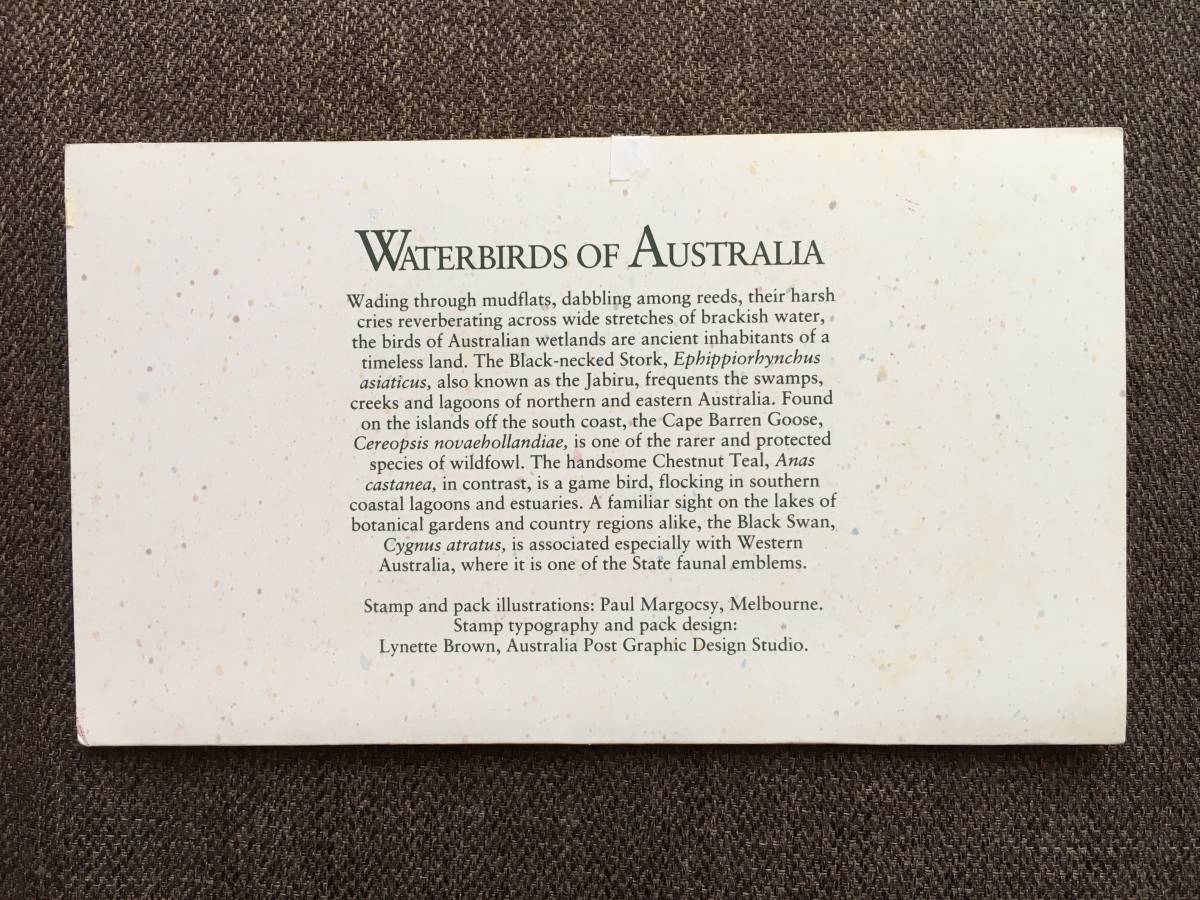 WATERBIRDS OF AUSTRALIA
Wading through mudflats, dabbling among reeds, their harsh
cries reverberating across wide stretches of brackish water,
the birds of Australian wetlands are ancient inhabitants of a
timeless land. The Black-necked Stork, Ephippiorhynchus
asiaticus, also known as the Jabiru, frequents the swamps,
creeks and lagoons of northern and eastern Australia. Found
on the islands off the south coast, the Cape Barren Goose,
Cereopsis novaehollandiae, is one of the rarer and protected
species of wildfowl. The handsome Chestnut Teal, Anas
castanea, in contrast, is a game bird, flocking in southern
coastal lagoons and estuaries. A familiar sight on the lakes of
botanical gardens and country regions alike, the Black Swan,
Cygnus atratus, is associated especially with Western
Australia, where it is one of the State faunal emblems.
Stamp and pack illustrations: Paul Margocsy, Melbourne.
Stamp typography and pack design:
Lynette Brown, Australia Post Graphic Design Studio.